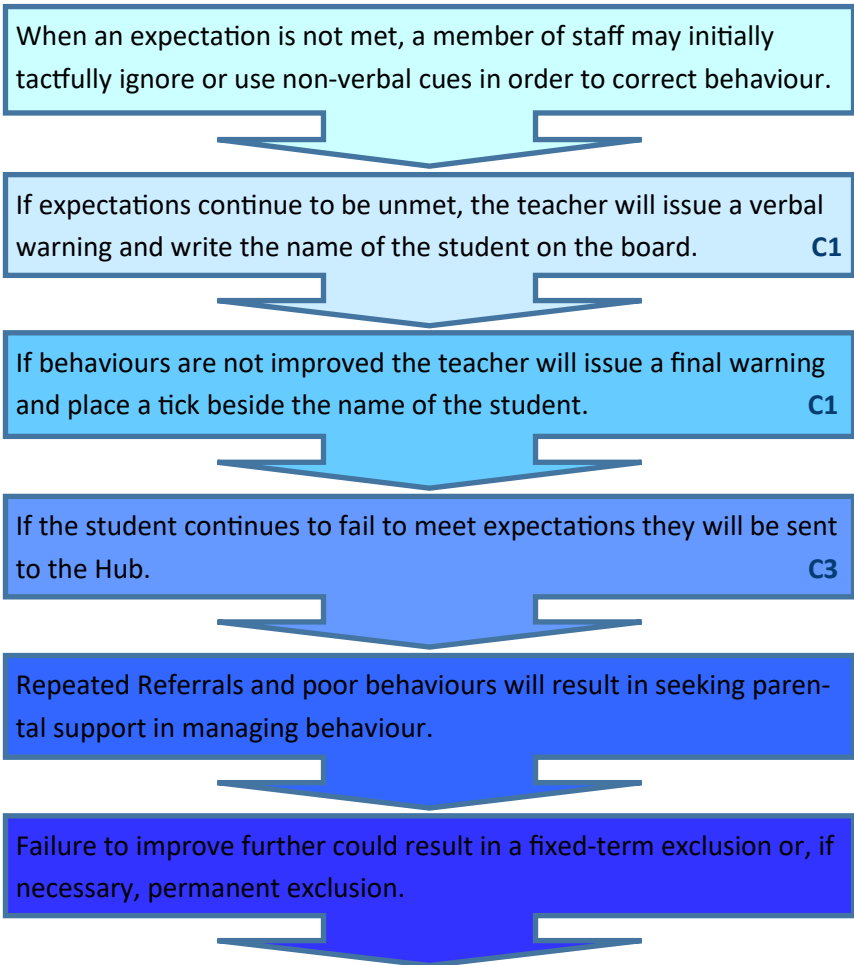 When an expectation is not met, a member of staff may initially
tactfully ignore or use non-verbal cues in order to correct behaviour.
If expectations continue to be unmet, the teacher will issue a verbal
warning and write the name of the student on the board. C1
If behaviours are not improved the teacher will issue a final warning
and place a tick beside the name of the student. C1
If the student continues to fail to meet expectations they will be sent
to the Hub. C3
Repeated Referrals and poor behaviours will result in seeking paren-
tal support in managing behaviour.
Failure to improve further could result in a fixed-term exclusion or, if
necessary, permanent exclusion.